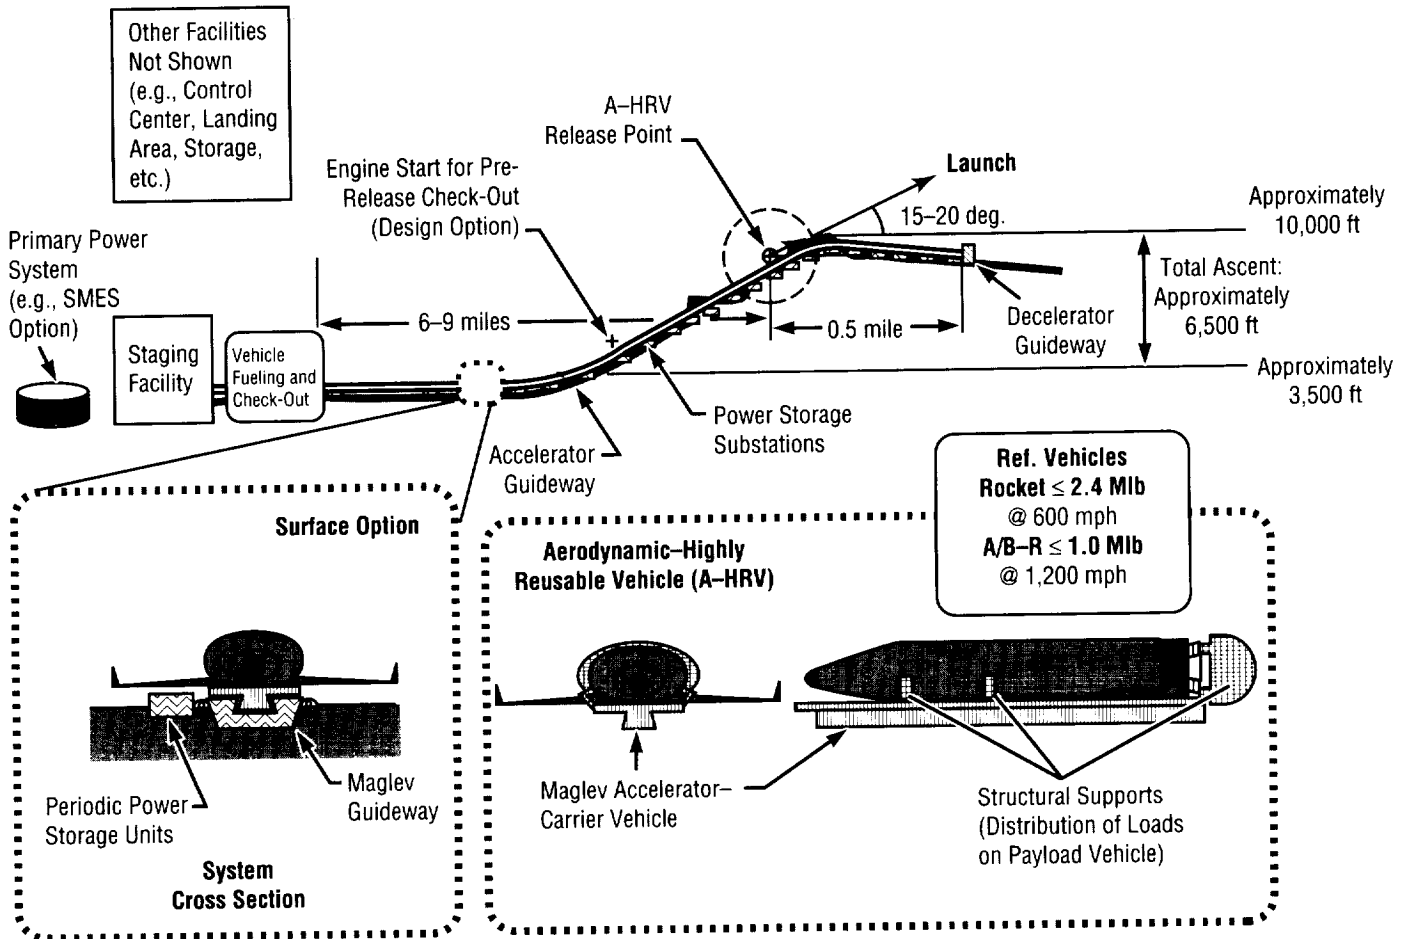 Other Facilities
Not Shown
(e.g., Control
Center, Landing
Area, Storage,
etc.)
A–HRV
Release Point
Launch
Engine Start for Pre-
Release Check-Out
(Design Option)
15–20 deg.
Approximately
10,000 ft
Primary Power
System
(e.g., SMES
Option)
Total Ascent:
Approximately
6,500 ft
6–9 miles
0.5 mile
Decelerator
Guideway
Staging
Facility
Vehicle
Fueling and
Check-Out
Approximately
3,500 ft
Power Storage
Substations
Accelerator
Guideway
Ref. Vehicles
Rocket ≤ 2.4 Mlb
@ 600 mph
A/B–R ≤ 1.0 Mlb
@ 1,200 mph
Surface Option
Periodic Power
Storage Units
Maglev
Guideway
System
Cross Section
Aerodynamic–Highly
Reusable Vehicle (A–HRV)
Maglev Accelerator–
Carrier Vehicle
Structural Supports
(Distribution of Loads
on Payload Vehicle)